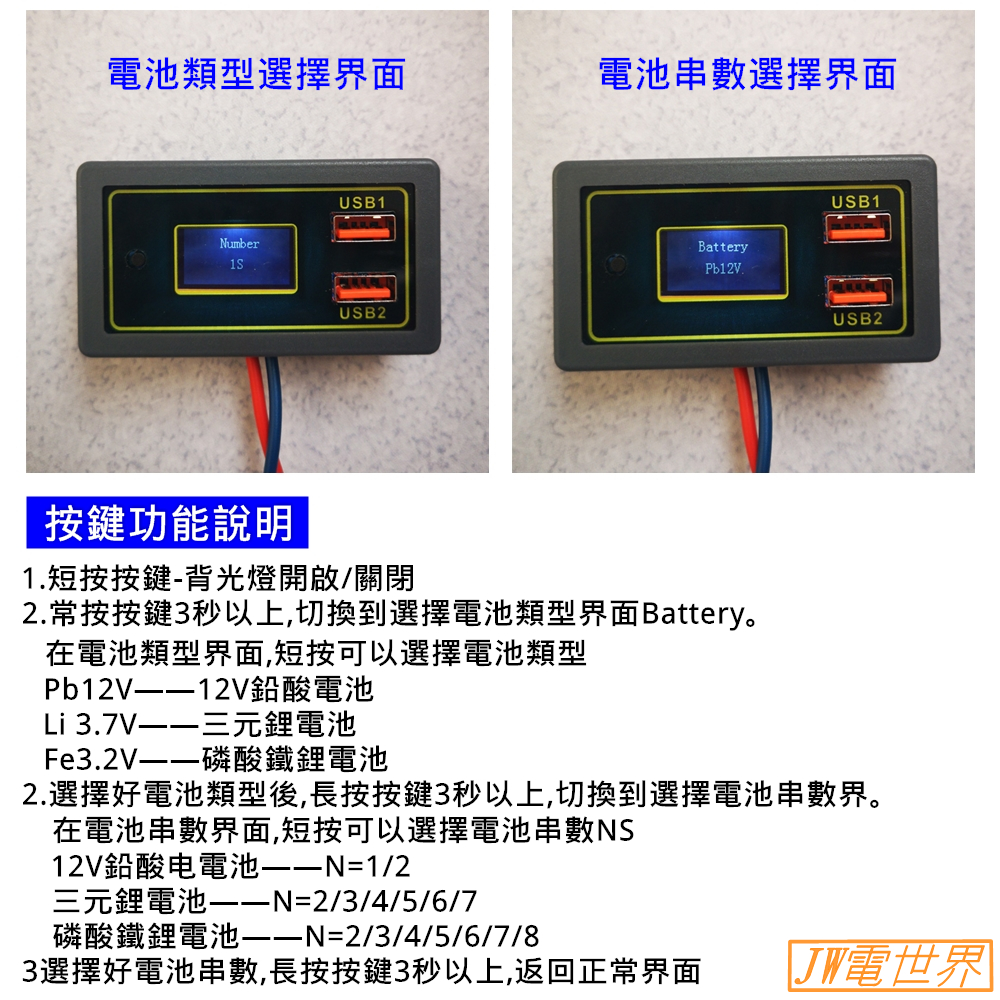 電池類型選擇界面
USB1
Number
1S
USB2
電池串數選擇界面
USB1
Battery
Pb12V
USB2
按鍵功能說明
1.短按按鍵-背光燈開啟/關閉
2.常按按鍵3秒以上,切換到選擇電池類型界面Battery。
在電池類型界面,短按可以選擇電池類型
Pb12V——12V鉛酸電池
Li 3.7V——三元鋰電池
Fe3.2V——磷酸鐵鋰電池
2.選擇好電池類型後,長按按鍵3秒以上,切換到選擇電池串數界。
在電池串數界面,短按可以選擇電池串數NS
12V鉛酸电電池——N=1/2
三元鋰電池——N=2/3/4/5/6/7
磷酸鐵鋰電池——N=2/3/4/5/6/7/8
3選擇好電池串數,長按按鍵3秒以上,返回正常界面
JW電世界